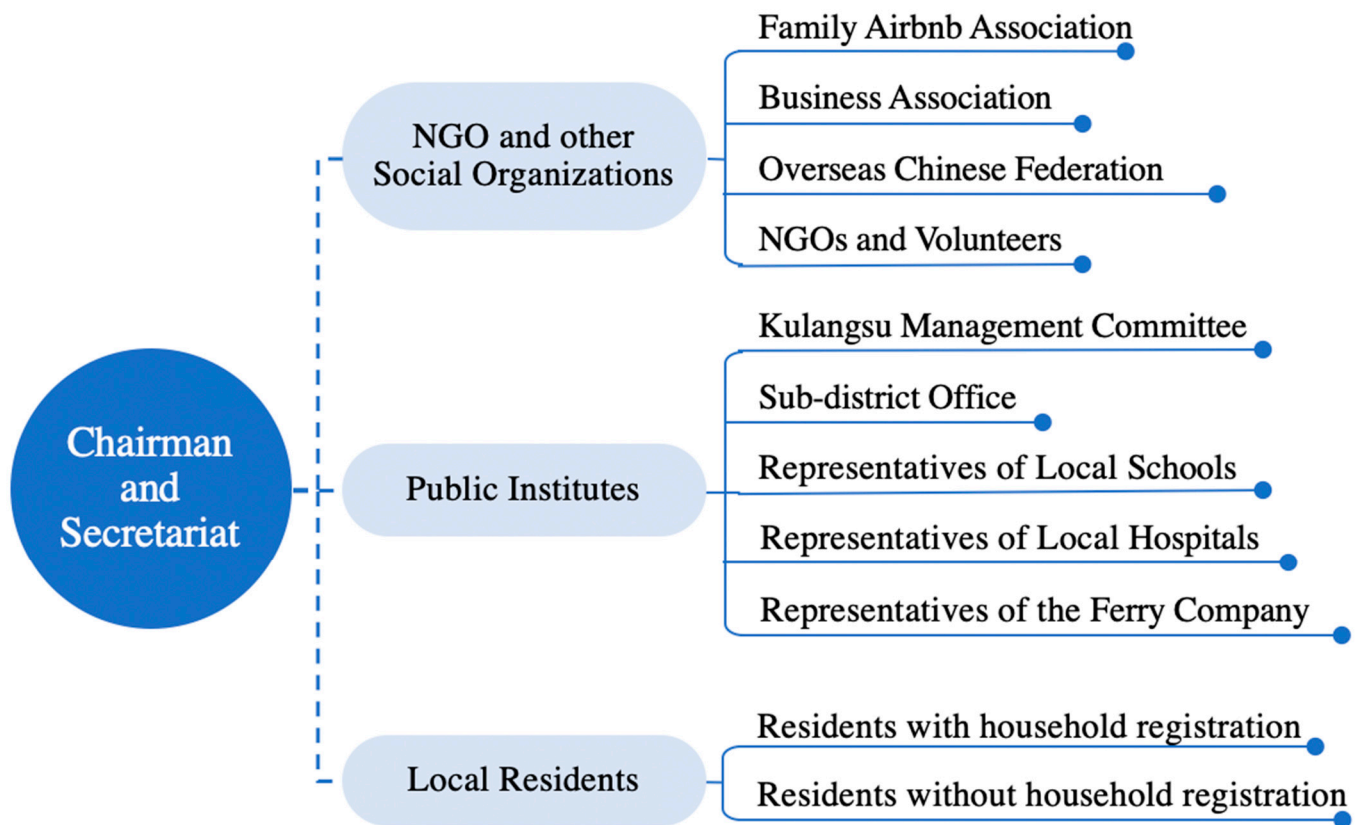 Chairman
and
Secretariat
NGO and other
Social Organizations
Family Airbnb Association
Business Association
Overseas Chinese Federation
NGOs and Volunteers
Public Institutes
Kulangsu Management Committee
Sub-district Office
Representatives of Local Schools
Representatives of Local Hospitals
Representatives of the Ferry Company
Local Residents
Residents with household registration
Residents without household registration